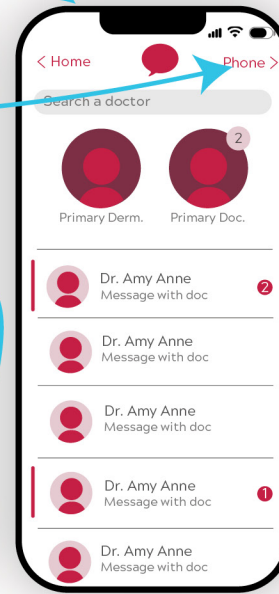 < Home
Phone >
Search a doctor
2
Primary Derm.
Primary Doc.
Dr. Amy Anne
Message with doc
2
Dr. Amy Anne
Message with doc
Dr. Amy Anne
Message with doc
Dr. Amy Anne
Message with doc
1
Dr. Amy Anne
Message with doc